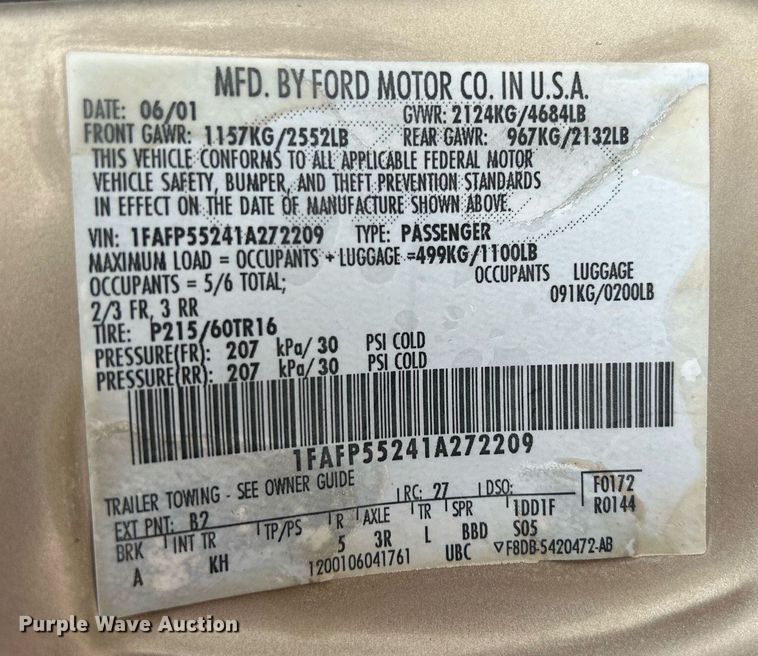 MFD. BY FORD MOTOR CO. IN U.S.A.
DATE: 06/01 GVWR: 2124KG/4684LB
FRONT GAWR: 1157KG/2552LB REAR GAWR: 967KG/2132LB
THIS VEHICLE CONFORMS TO ALL APPLICABLE FEDERAL MOTOR
VEHICLE SAFETY, BUMPER, AND THEFT PREVENTION STANDARDS
IN EFFECT ON THE DATE OF MANUFACTURE SHOWN ABOVE.
VIN: 1FAFP55241A272209 TYPE: PASSENGER
MAXIMUM LOAD = OCCUPANTS + LUGGAGE =499KG/1100LB
OCCUPANTS = 5/6 TOTAL; OCCUPANTS LUGGAGE
2/3 FR, 3 RR 091KG/0200LB
TIRE: P215/60TR16
PRESSURE(FR): 207 kPa/30 PSI COLD
PRESSURE(RR): 207 kPa/30 PSI COLD
1FAFP55241A272209
TRAILER TOWING - SEE OWNER GUIDE
EXT PNT: B2 RC: 27 DSO: F0172
BRK INT TR TP/PS R AXLE TR SPR 1DD1F R0144
A KH 5 3R L BBD S05
1200106041761 UBC ▽F8DB-5420472-AB
Purple Wave Auction